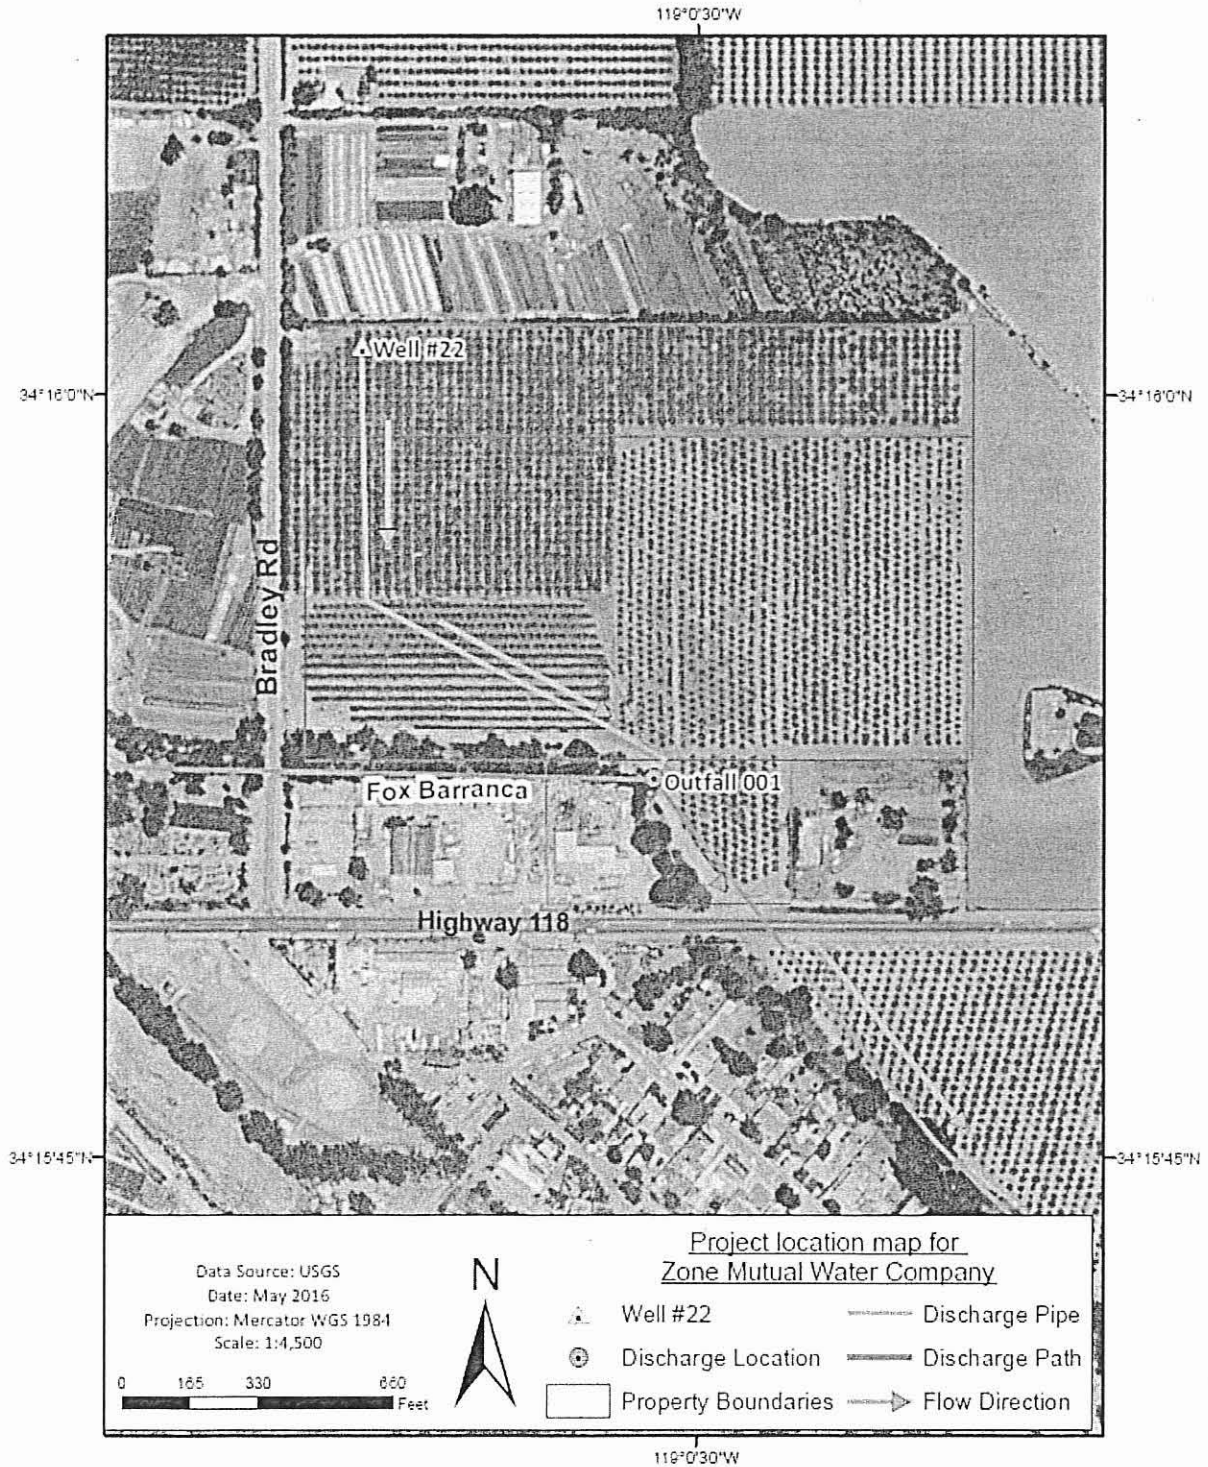 119°0'30"W
Well #22
34°16'0"N
34°16'0"N
Bradley Rd
Outfall 001
Fox Barranca
Highway 118
34°15'45"N
34°15'45"N
Project location map for
Zone Mutual Water Company
Data Source: USGS
Date: May 2016
Projection: Mercator WGS 1984
Scale: 1:4,500
0 165 330 660
Feet
N
Well #22
Discharge Location
Property Boundaries
Discharge Pipe
Discharge Path
Flow Direction
119°0'30"W